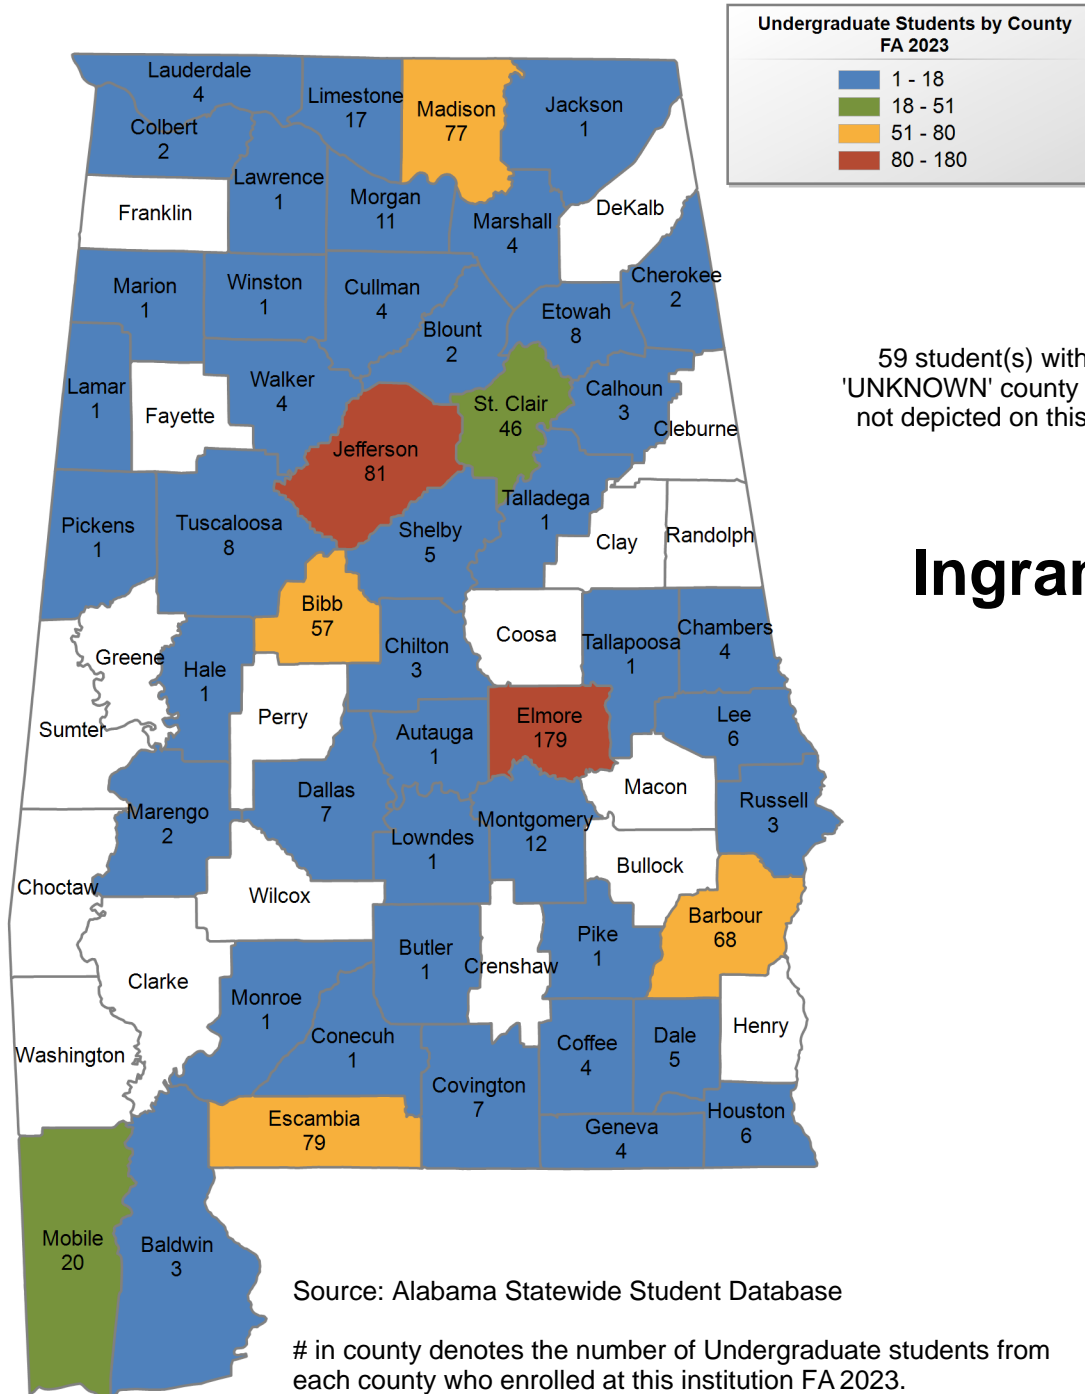 Undergraduate Students by County
FA 2023
1 - 18
18 - 51
51 - 80
80 - 180
Lauderdale
4
Limestone
17
Madison
77
Jackson
1
Colbert
2
Lawrence
1
Franklin
Morgan
11
Marshall
4
DeKalb
Marion
1
Winston
1
Cullman
4
Blount
2
Etowah
8
Cherokee
2
59 student(s) with
'UNKNOWN' county
not depicted on this
Lamar
1
Fayette
Walker
4
Jefferson
81
St. Clair
46
Calhoun
3
Cleburne
Pickens
1
Tuscaloosa
8
Shelby
5
Talladega
1
Clay
Randolph
Ingram
Bibb
57
Chilton
3
Coosa
Tallapoosa
1
Chambers
4
Greene
Hale
1
Perry
Sumter
Autauga
1
Elmore
179
Lee
6
Macon
Russell
3
Marengo
2
Dallas
7
Lowndes
1
Montgomery
12
Bullock
Choctaw
Wilcox
Barbour
68
Clarke
Butler
1
Crenshaw
Pike
1
Monroe
1
Conecuh
1
Coffee
4
Dale
5
Henry
Washington
Covington
7
Escambia
79
Geneva
4
Houston
6
Mobile
20
Baldwin
3
Source: Alabama Statewide Student Database
# in county denotes the number of Undergraduate students from
each county who enrolled at this institution FA 2023.